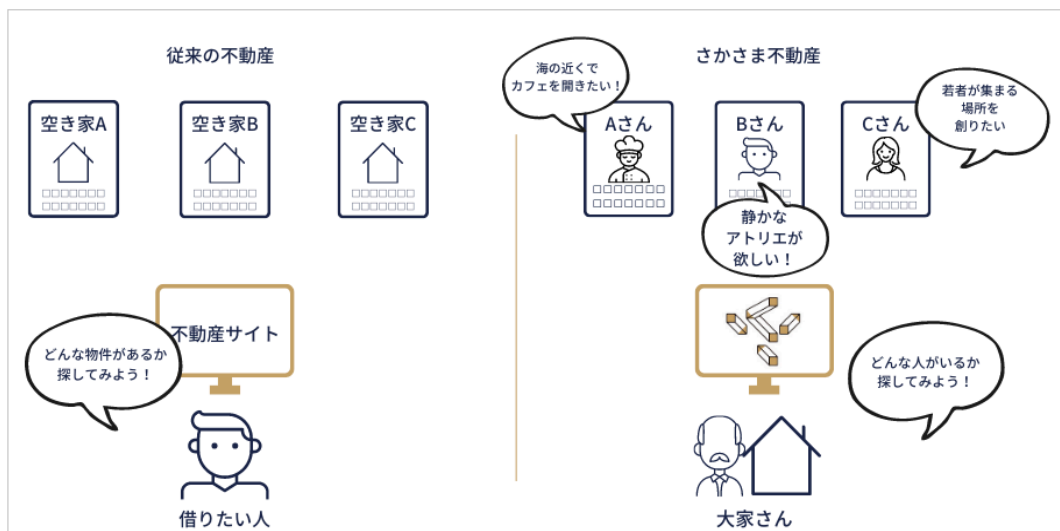 従来の不動産
空き家A
空き家B
空き家C
不動産サイト
どんな物件があるか
探してみよう！
借りたい人
さかさま不動産
海の近くで
カフェを開きたい！
Aさん
Bさん
Cさん
若者が集まる
場所を
創りたい
静かな
アトリエが
欲しい！
どんな人がいるか
探してみよう！
大家さん